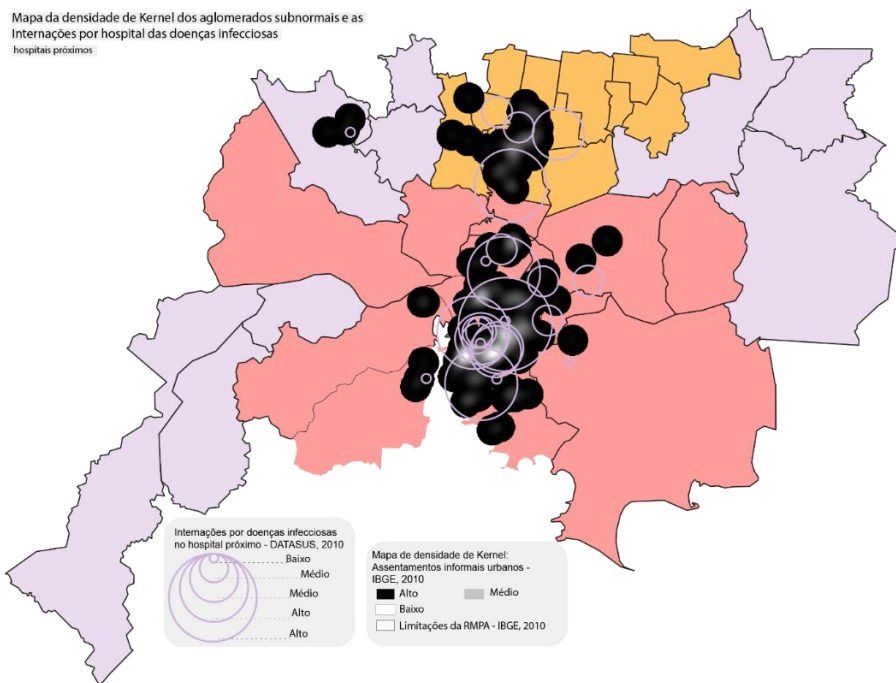 Mapa da densidade de Kernel dos aglomerados subnormais e as
Internações por hospital das doenças infecciosas
hospitais próximos
Internações por doenças infecciosas
no hospital próximo - DATASUS, 2010
Baixo
Médio
Médio
Alto
Alto
Mapa de densidade de Kernel:
Assentamentos informais urbanos -
IBGE, 2010
Alto Médio
Baixo
Limitações da RMPA - IBGE, 2010